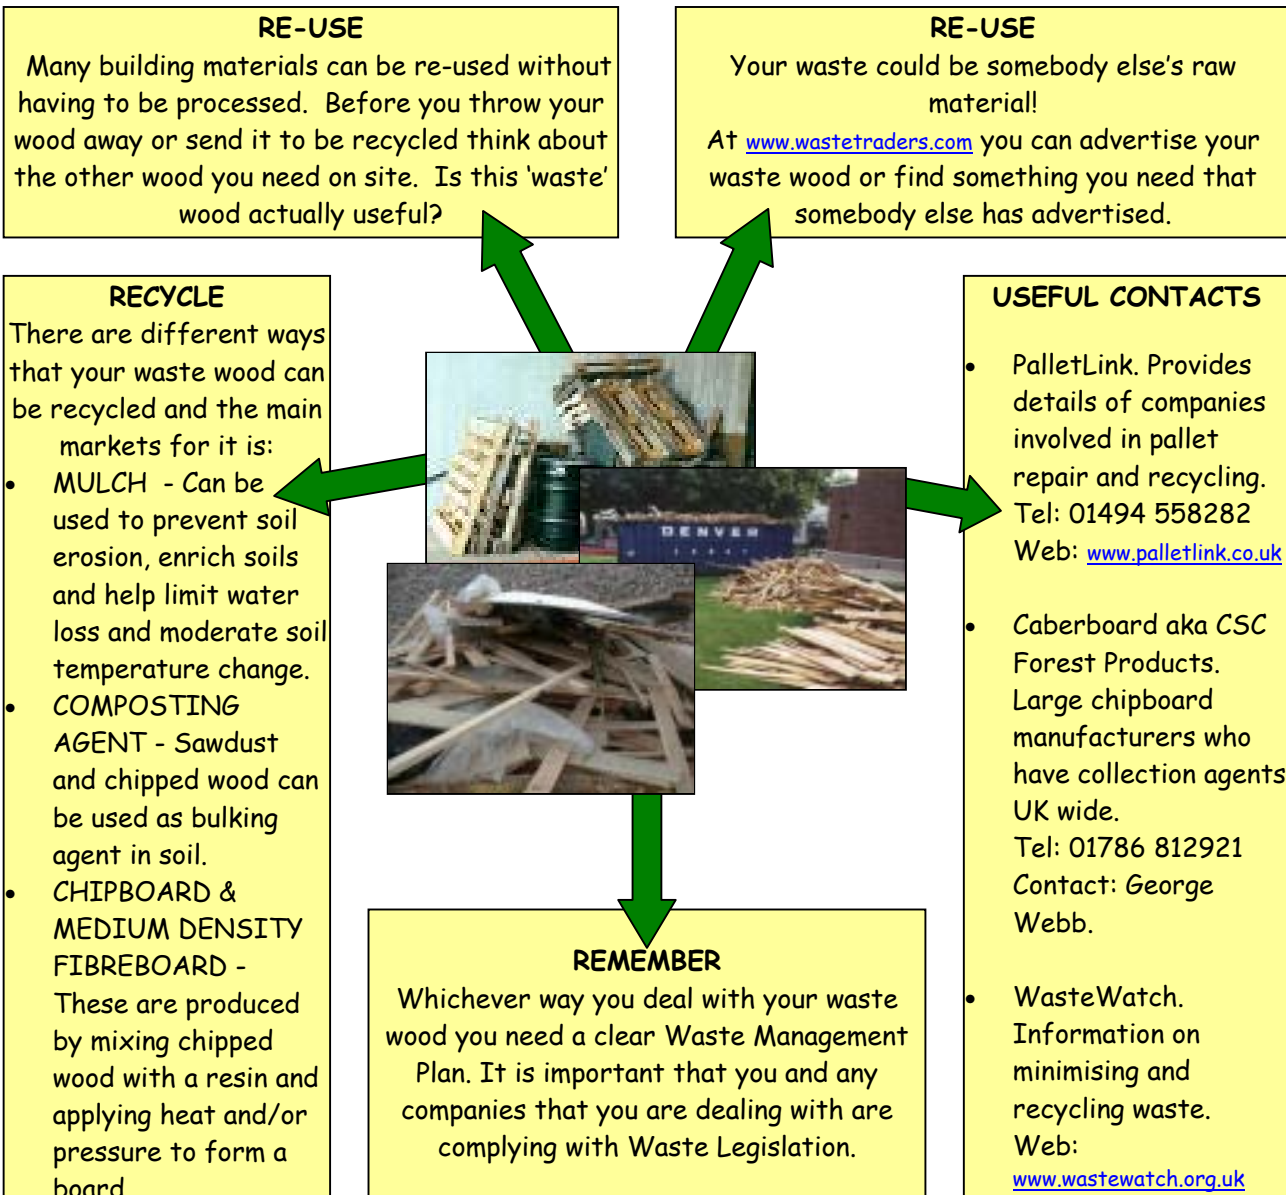 RE-USE
Many building materials can be re-used without
having to be processed. Before you throw your
wood away or send it to be recycled think about
the other wood you need on site. Is this ‘waste’
wood actually useful?
RE-USE
Your waste could be somebody else’s raw
material!
At www.wastetraders.com you can advertise your
waste wood or find something you need that
somebody else has advertised.
RECYCLE
There are different ways
that your waste wood can
be recycled and the main
markets for it is:
• MULCH - Can be
used to prevent soil
erosion, enrich soils
and help limit water
loss and moderate soil
temperature change.
• COMPOSTING
AGENT - Sawdust
and chipped wood can
be used as bulking
agent in soil.
• CHIPBOARD &
MEDIUM DENSITY
FIBREBOARD -
These are produced
by mixing chipped
wood with a resin and
applying heat and/or
pressure to form a
board
DENVER
REMEMBER
Whichever way you deal with your waste
wood you need a clear Waste Management
Plan. It is important that you and any
companies that you are dealing with are
complying with Waste Legislation.
USEFUL CONTACTS
• PalletLink. Provides
details of companies
involved in pallet
repair and recycling.
Tel: 01494 558282
Web: www.palletlink.co.uk
• Caberboard aka CSC
Forest Products.
Large chipboard
manufacturers who
have collection agents
UK wide.
Tel: 01786 812921
Contact: George
Webb.
• WasteWatch.
Information on
minimising and
recycling waste.
Web:
www.wastewatch.org.uk